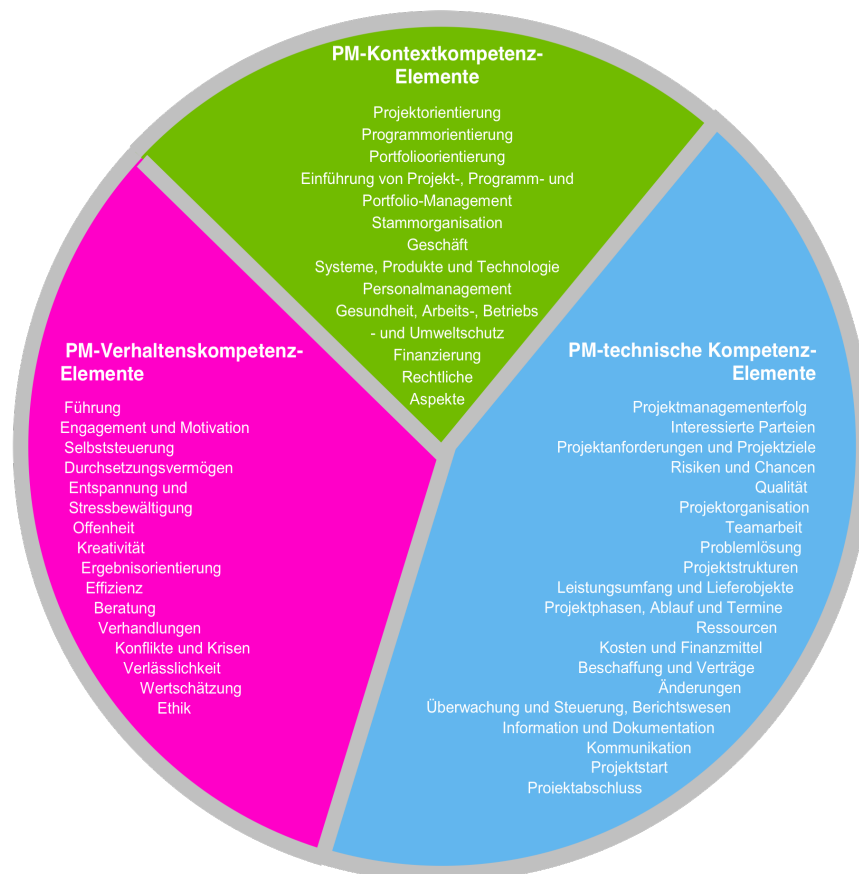 PM-Kontextkompetenz-
Elemente
Projektorientierung
Programmorientierung
Portfolioorientierung
Einführung von Projekt-, Programm- und
Portfolio-Management
Stammorganisation
Geschäft
Systeme, Produkte und Technologie
Personalmanagement
Gesundheit, Arbeits-, Betriebs
- und Umweltschutz
Finanzierung
Rechtliche
Aspekte
PM-Verhaltenskompetenz-
Elemente
Führung
Engagement und Motivation
Selbststeuerung
Durchsetzungsvermögen
Entspannung und
Stressbewältigung
Offenheit
Kreativität
Ergebnisorientierung
Effizienz
Beratung
Verhandlungen
Konflikte und Krisen
Verlässlichkeit
Wertschätzung
Ethik
PM-technische Kompetenz-
Elemente
Projektmanagementerfolg
Interessierte Parteien
Projektanforderungen und Projektziele
Risiken und Chancen
Qualität
Projektorganisation
Teamarbeit
Problemlösung
Projektstrukturen
Leistungsumfang und Lieferobjekte
Projektphasen, Ablauf und Termine
Ressourcen
Kosten und Finanzmittel
Beschaffung und Verträge
Änderungen
Überwachung und Steuerung, Berichtswesen
Information und Dokumentation
Kommunikation
Projektstart
Projektabschluss